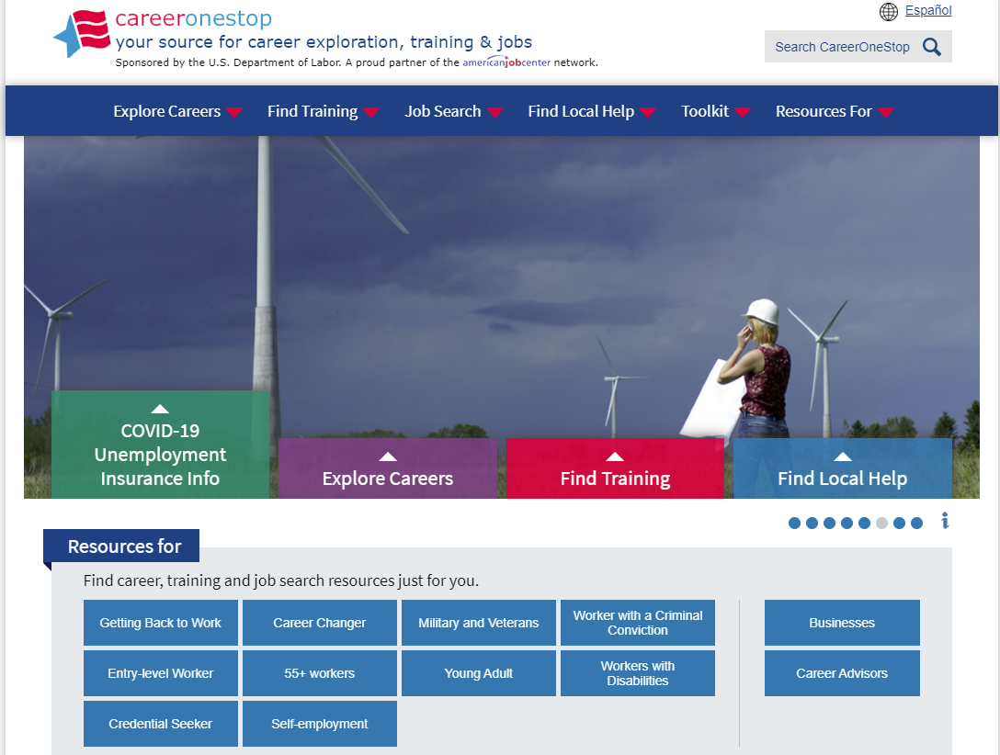 careeronestop
your source for career exploration, training & jobs
Sponsored by the U.S. Department of Labor. A proud partner of the americanjobcenter network.
Español
Search CareerOneStop
Explore Careers
Find Training
Job Search
Find Local Help
Toolkit
Resources For
COVID-19
Unemployment
Insurance Info
Explore Careers
Find Training
Find Local Help
i
Resources for
Find career, training and job search resources just for you.
Getting Back to Work
Career Changer
Military and Veterans
Worker with a Criminal
Conviction
Businesses
Entry-level Worker
55+ workers
Young Adult
Workers with
Disabilities
Career Advisors
Credential Seeker
Self-employment